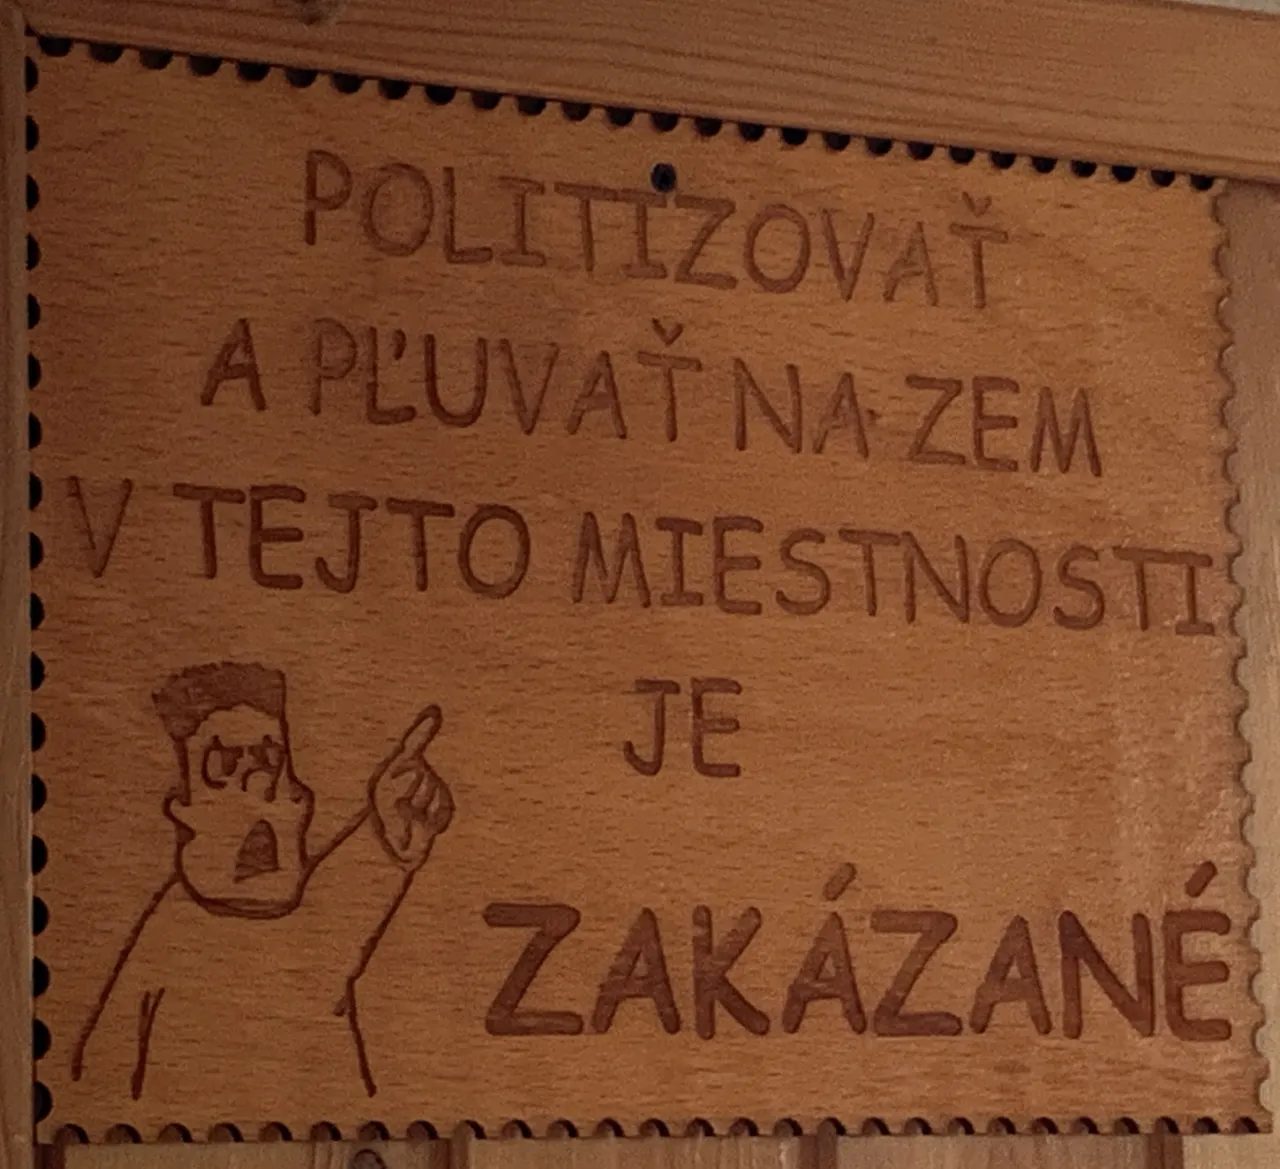 POLITIZOVAŤ
A PĽUVAŤ NA ZEM
V TEJTO MIESTNOSTI
JE
ZAKÁZANÉ